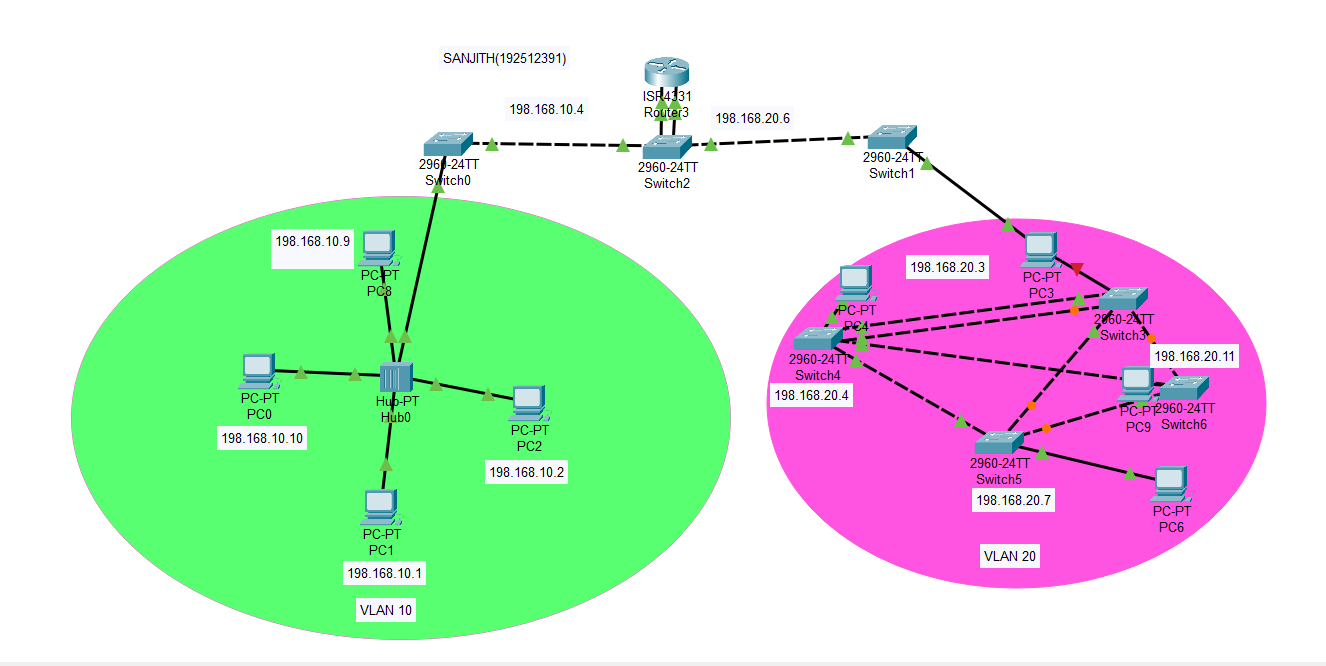 SANJITH(192512391)
ISR4331
Router3
198.168.10.4
198.168.20.6
2960-24TT
Switch0
2960-24TT
Switch2
2960-24TT
Switch1
198.168.10.9
PC-PT
PC8
PC-PT
PC0
198.168.10.10
Hub-PT
Hub0
PC-PT
PC2
198.168.10.2
PC-PT
PC1
198.168.10.1
VLAN 10
198.168.20.3
PC-PT
PC3
PC-PT
PC4
2960-24TT
Switch3
2960-24TT
Switch4
198.168.20.4
198.168.20.11
PC-PT
PC9
2960-24TT
Switch6
2960-24TT
Switch5
198.168.20.7
PC-PT
PC6
VLAN 20